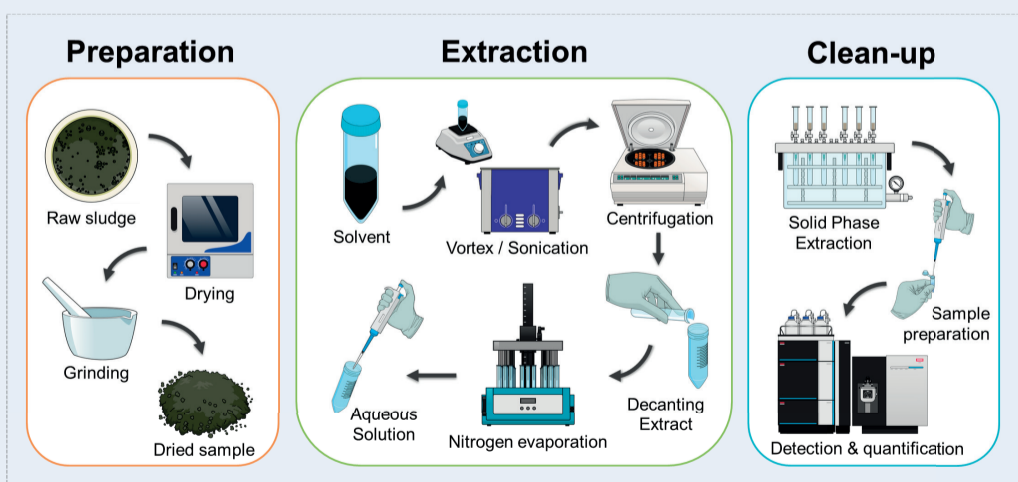 Preparation
Raw sludge
Drying
Grinding
Dried sample
Extraction
Solvent
Vortex / Sonication
Centrifugation
Decanting
Extract
Nitrogen evaporation
Aqueous
Solution
Clean-up
Solid Phase
Extraction
Sample
preparation
Detection & quantification